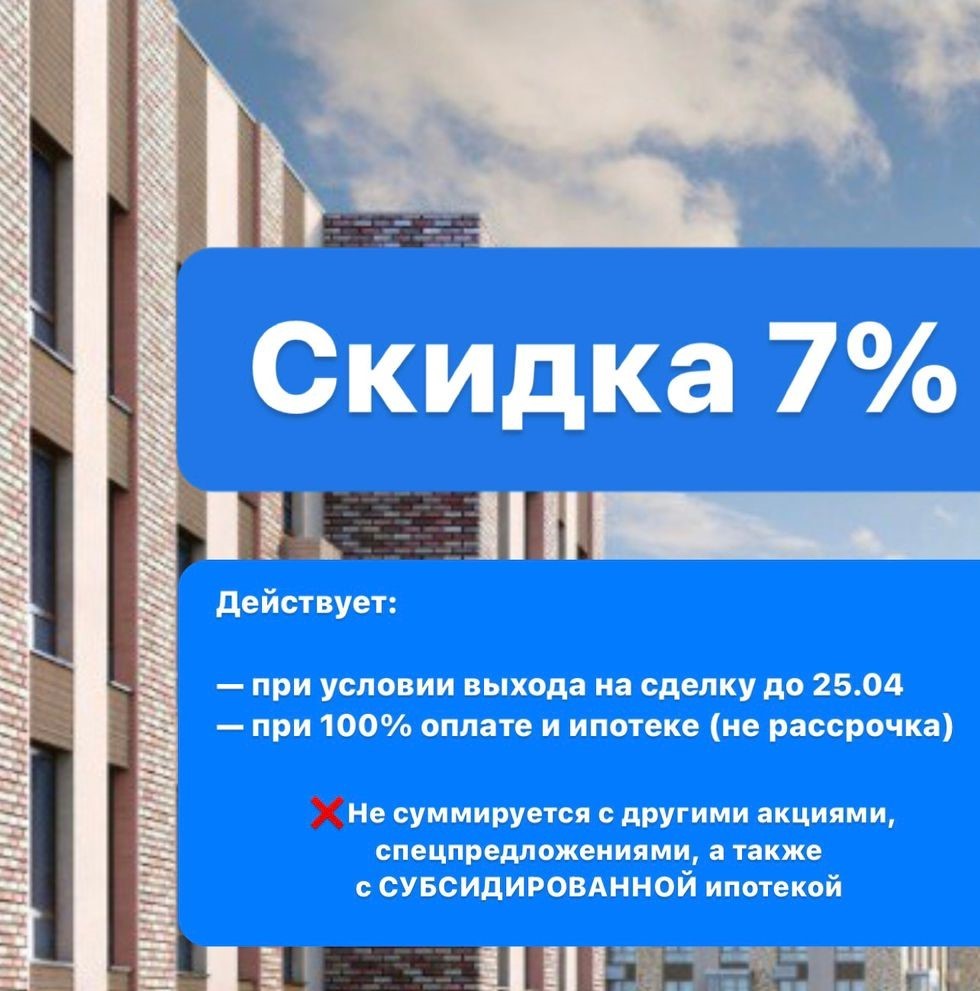 Скидка 7%
Действует:
— при условии выхода на сделку до 25.04
— при 100% оплате и ипотеке (не рассрочка)
❌Не суммируется с другими акциями,
спецпредложениями, а также
с СУБСИДИРОВАННОЙ ипотекой